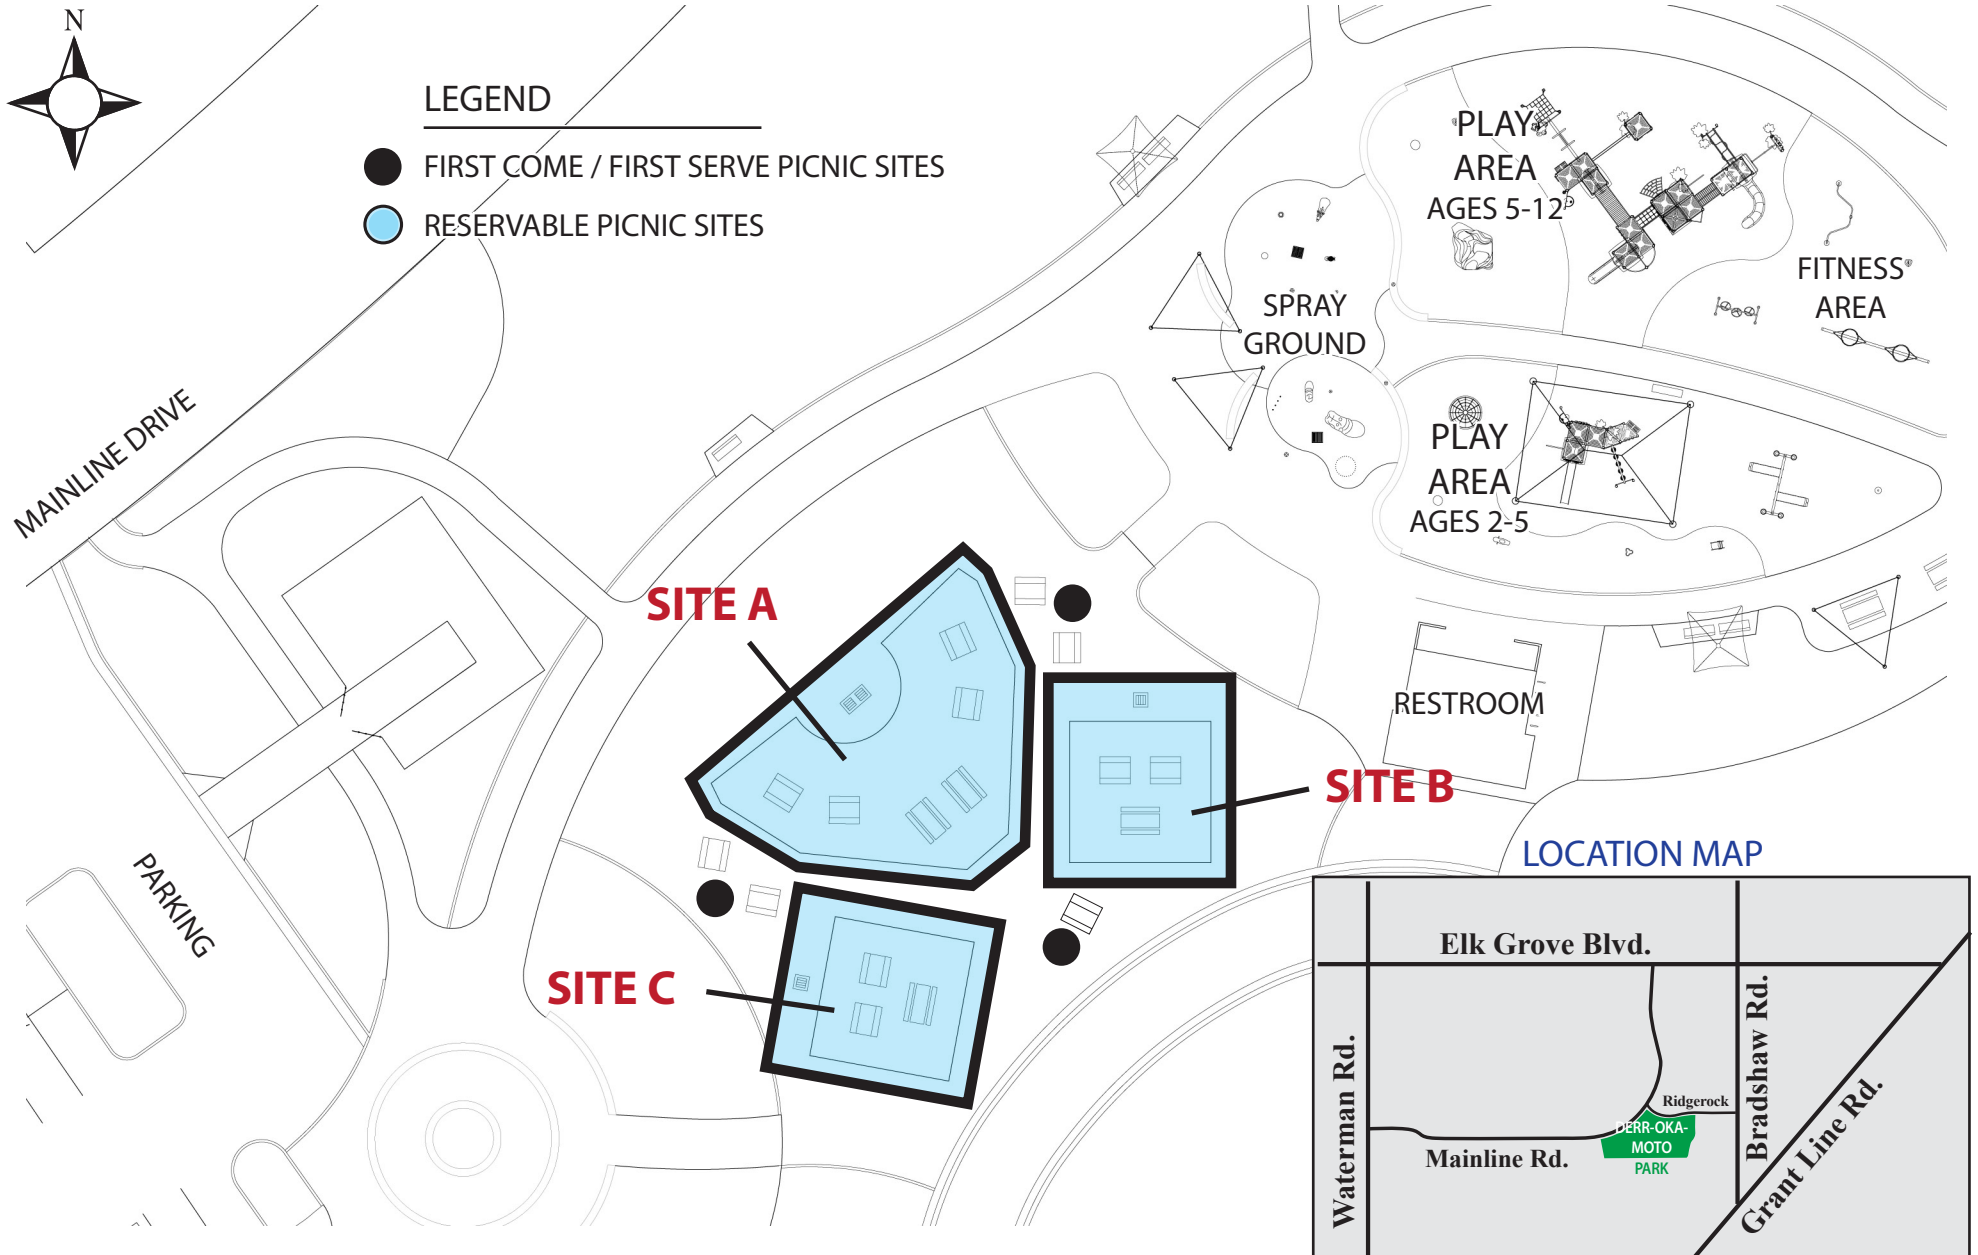 N
LEGEND
FIRST COME / FIRST SERVE PICNIC SITES
RESERVABLE PICNIC SITES
PLAY
AREA
AGES 5-12
FITNESS
AREA
SPRAY
GROUND
MAINLINE DRIVE
PLAY
AREA
AGES 2-5
SITE A
RESTROOM
SITE B
PARKING
SITE C
LOCATION MAP
Elk Grove Blvd.
Waterman Rd.
Bradshaw Rd.
Grant Line Rd.
Ridgerock
Mainline Rd.
DERR-OKA-
MOTO
PARK